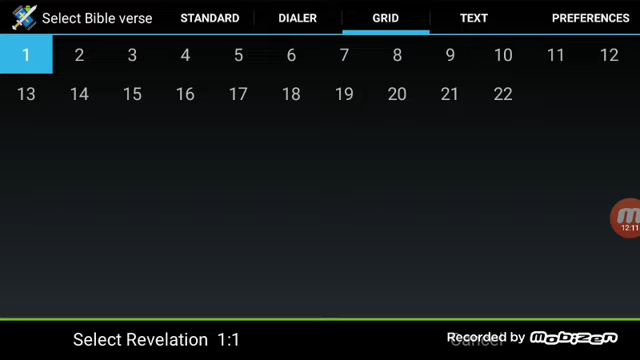 Select Bible verse STANDARD DIALER GRID TEXT PREFERENCES
1 2 3 4 5 6 7 8 9 10 11 12
13 14 15 16 17 18 19 20 21 22
12:11
Select Revelation 1:1 Cancel
Recorded by mobizen